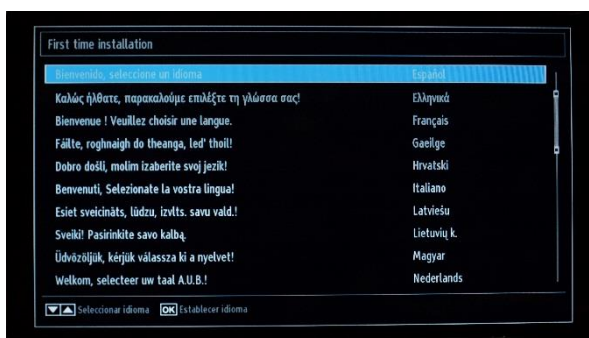 First time installation
Bienvenido, seleccione un idioma Español
Καλώς ήλθατε, παρακαλούμε επιλέξτε τη γλώσσα σας! Ελληνικά
Bienvenue ! Veuillez choisir une langue. Français
Fáilte, roghnaigh do theanga, led' thoil! Gaeilge
Dobro došli, molim izaberite svoj jezik! Hrvatski
Benvenuti, Selezionate la vostra lingua! Italiano
Esiet sveicināts, lūdzu, izvlts. savu vald.! Latviešu
Sveiki! Pasirinkite savo kalbą. Lietuvių k.
Üdvözöljük, kérjük válassza ki a nyelvet! Magyar
Welkom, selecteer uw taal A.U.B.! Nederlands
Seleccionar idioma OK Establecer idioma